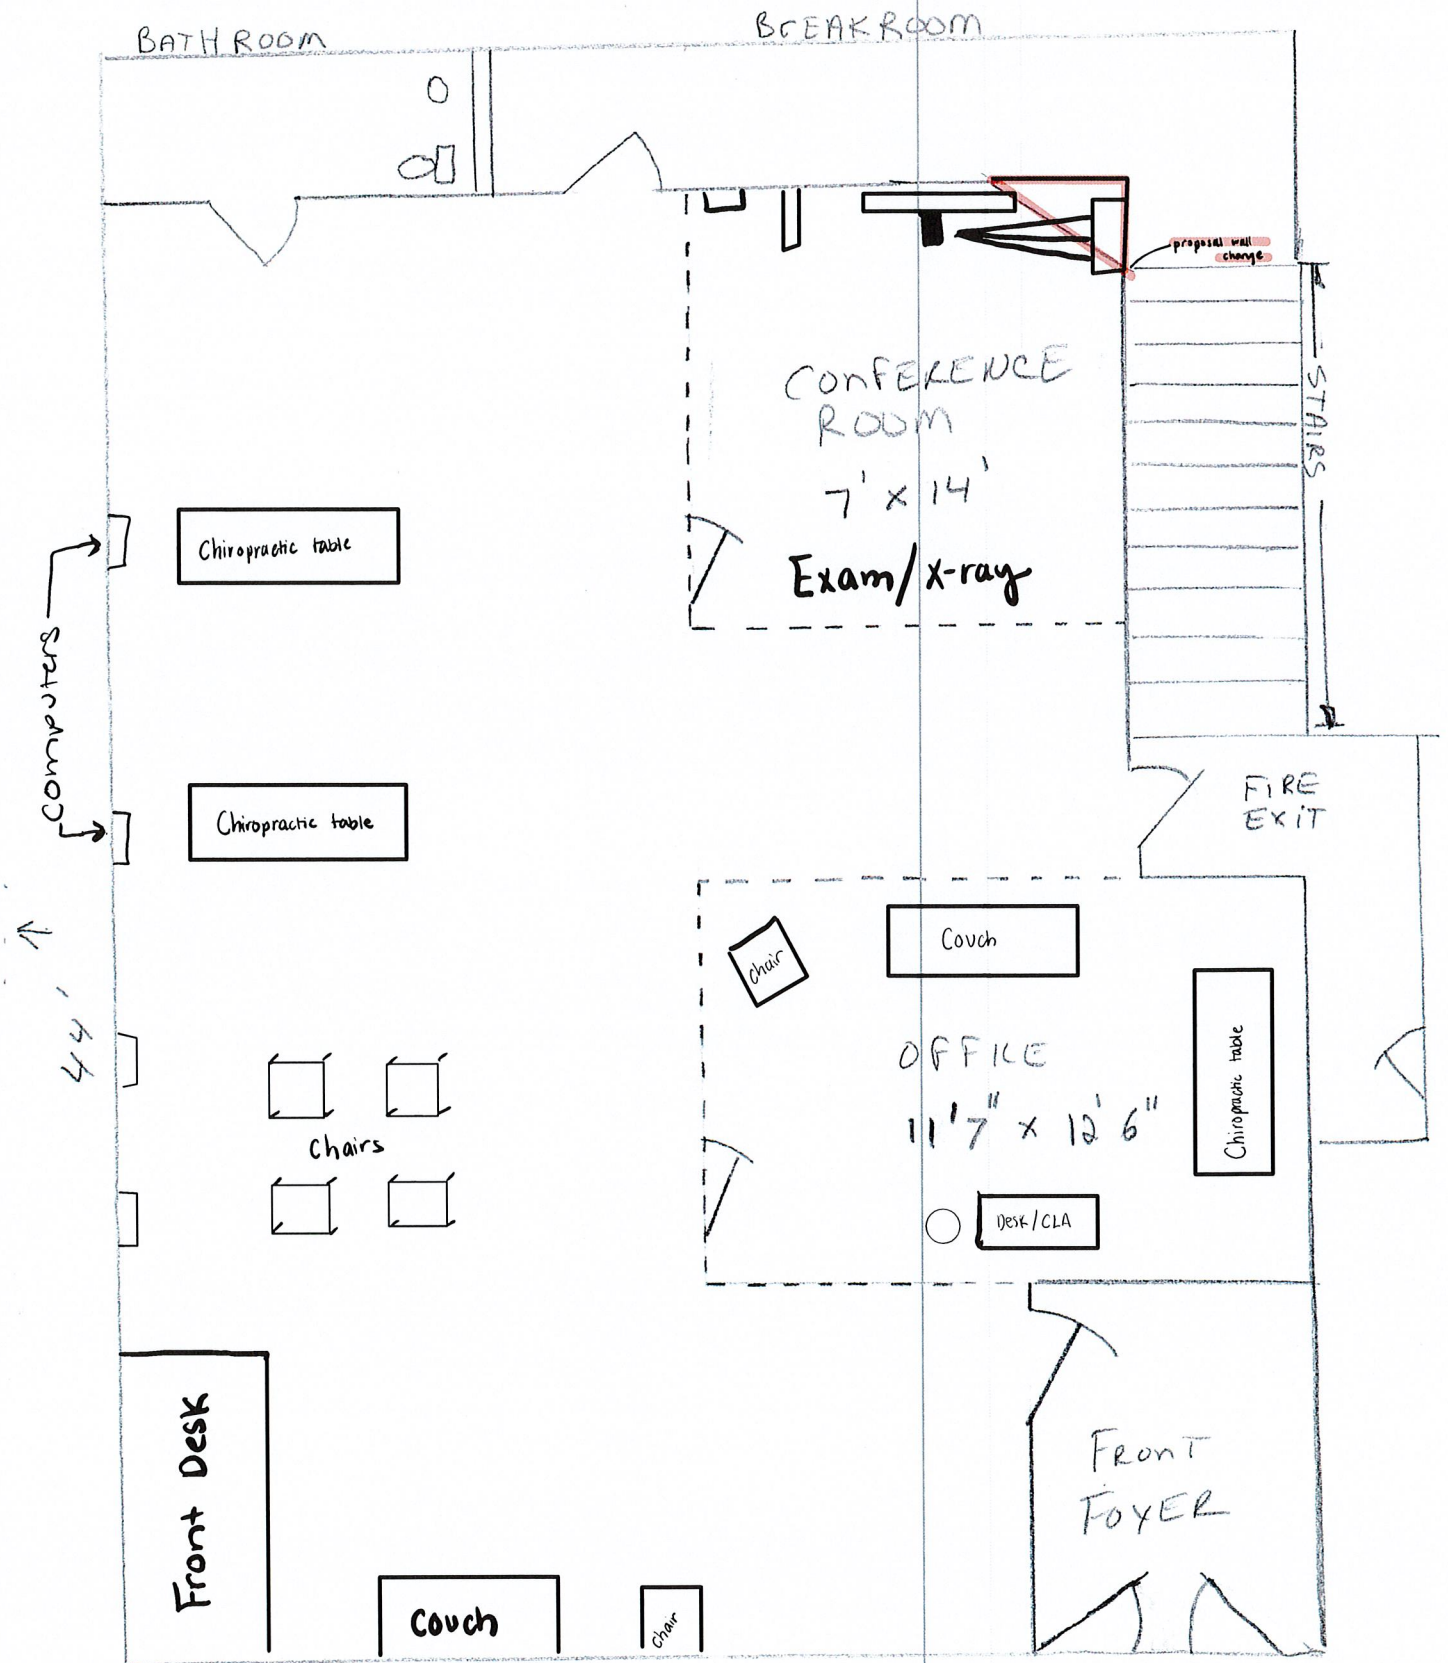 BATHROOM
BrEAKROOM
proposal wall
change
CONFERENCE
ROOM
7' x 14'
Exam/x-ray
STAIRS
Chiropractic table
computers
Chiropractic table
FIRE
EXIT
Couch
chair
OFFICE
11'7" x 12' 6"
Chiropractic table
44'
Chairs
Desk/CLA
Front Desk
FRONT
FOYER
Couch
chair